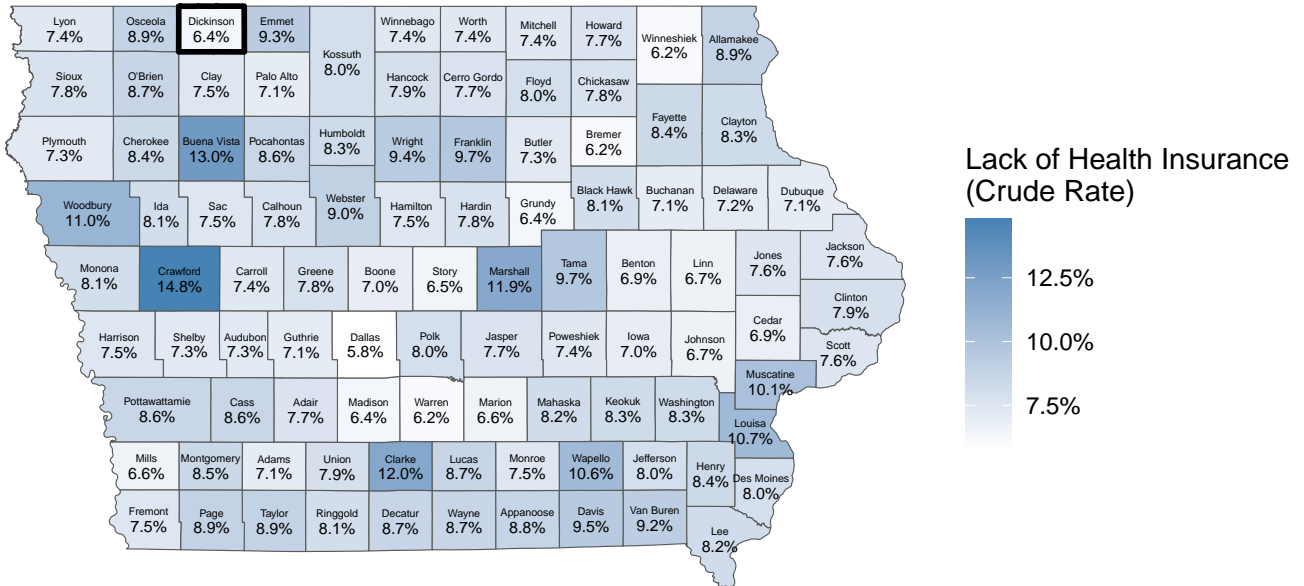 Lyon
7.4%
Osceola
8.9%
Dickinson
6.4%
Emmet
9.3%
Kossuth
8.0%
Winnebago
7.4%
Worth
7.4%
Mitchell
7.4%
Howard
7.7%
Winneshiek
6.2%
Allamakee
8.9%
Sioux
7.8%
O'Brien
8.7%
Clay
7.5%
Palo Alto
7.1%
Hancock
7.9%
Cerro Gordo
7.7%
Floyd
8.0%
Chickasaw
7.8%
Fayette
8.4%
Clayton
8.3%
Plymouth
7.3%
Cherokee
8.4%
Buena Vista
13.0%
Pocahontas
8.6%
Humboldt
8.3%
Wright
9.4%
Franklin
9.7%
Butler
7.3%
Bremer
6.2%
Woodbury
11.0%
Ida
8.1%
Sac
7.5%
Calhoun
7.8%
Webster
9.0%
Hamilton
7.5%
Hardin
7.8%
Grundy
6.4%
Black Hawk
8.1%
Buchanan
7.1%
Delaware
7.2%
Dubuque
7.1%
Monona
8.1%
Crawford
14.8%
Carroll
7.4%
Greene
7.8%
Boone
7.0%
Story
6.5%
Marshall
11.9%
Tama
9.7%
Benton
6.9%
Linn
6.7%
Jones
7.6%
Jackson
7.6%
Clinton
7.9%
Harrison
7.5%
Shelby
7.3%
Audubon
7.3%
Guthrie
7.1%
Dallas
5.8%
Polk
8.0%
Jasper
7.7%
Poweshiek
7.4%
Iowa
7.0%
Johnson
6.7%
Cedar
6.9%
Scott
7.6%
Muscatine
10.1%
Pottawattamie
8.6%
Cass
8.6%
Adair
7.7%
Madison
6.4%
Warren
6.2%
Marion
6.6%
Mahaska
8.2%
Keokuk
8.3%
Washington
8.3%
Louisa
10.7%
Mills
6.6%
Montgomery
8.5%
Adams
7.1%
Union
7.9%
Clarke
12.0%
Lucas
8.7%
Monroe
7.5%
Wapello
10.6%
Jefferson
8.0%
Henry
8.4%
Des Moines
8.0%
Fremont
7.5%
Page
8.9%
Taylor
8.9%
Ringgold
8.1%
Decatur
8.7%
Wayne
8.7%
Appanoose
8.8%
Davis
9.5%
Van Buren
9.2%
Lee
8.2%
Lack of Health Insurance
(Crude Rate)
12.5%
10.0%
7.5%